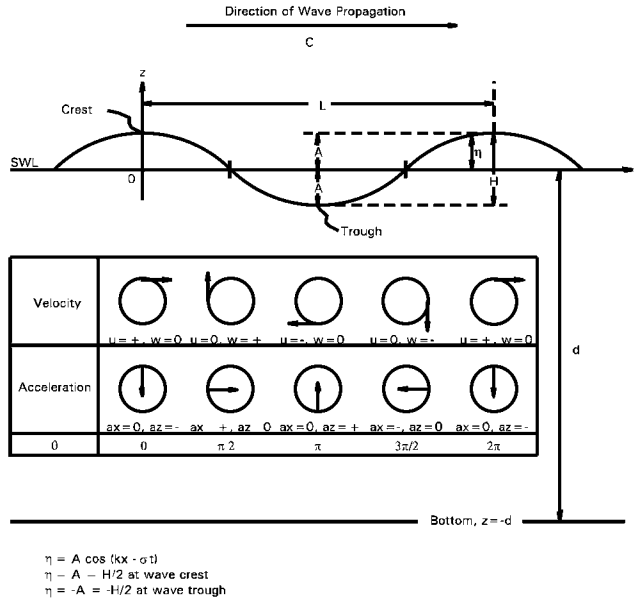 Direction of Wave Propagation
C
z
Crest
L
SWL
0
A
A
η
H
Trough
Velocity
u=+, w=0 u=0, w=+ u=-, w=0 u=0, w=- u=+, w=0
d
Acceleration
ax=0, az=- ax +, az 0 ax=0, az=+ ax=-, az=0 ax=0, az=-
0 0 π 2 π 3π/2 2π
Bottom, z=-d
η = A cos (kx - σt)
η – A – H/2 at wave crest
η = -A = -H/2 at wave trough